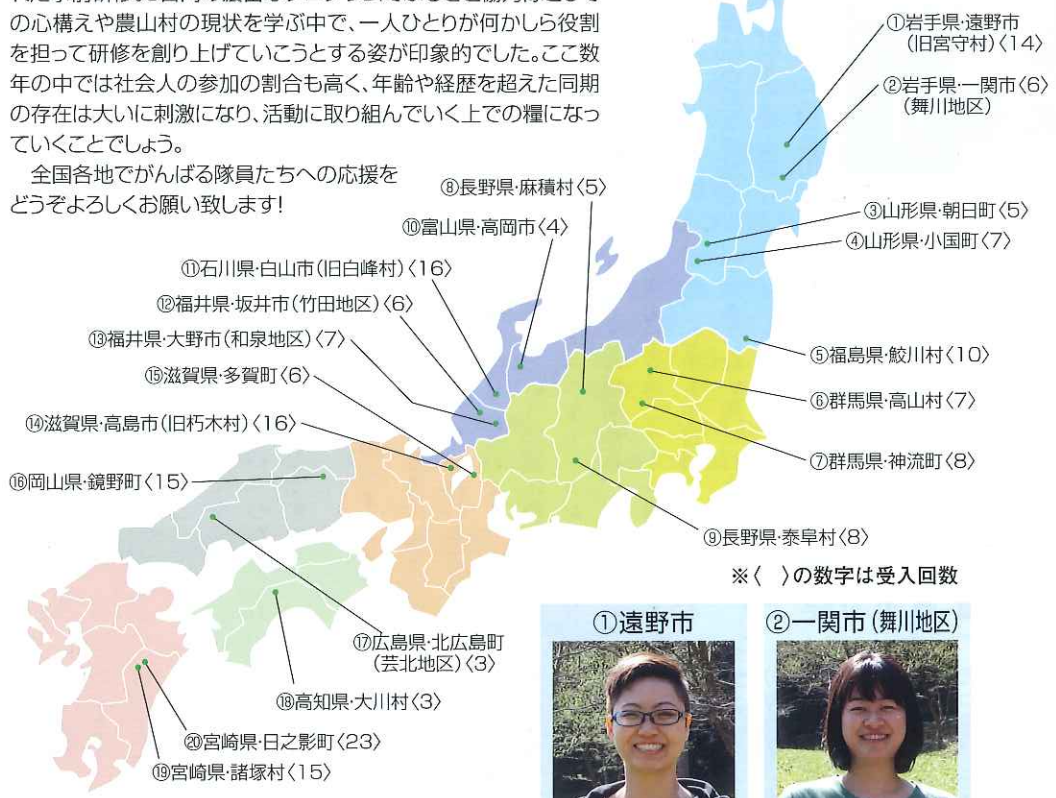 の心構えや農山村の現状を学ぶ中で、一人ひとりが何かしら役割
を担って研修を創り上げていこうとする姿が印象的でした。ここ数
年の中では社会人の参加の割合も高く、年齢や経歴を超えた同期
の存在は大いに刺激になり、活動に取り組んでいく上での糧になっ
ていくことでしょう。
全国各地でがんばる隊員たちへの応援を
どうぞよろしくお願い致します!
①岩手県・遠野市
(旧宮守村)〈14〉
②岩手県・一関市〈6〉
(舞川地区)
③山形県・朝日町〈5〉
④山形県・小国町〈7〉
⑤福島県・鮫川村〈10〉
⑥群馬県・高山村〈7〉
⑦群馬県・神流町〈8〉
⑧長野県・麻積村〈5〉
⑨長野県・泰阜村〈8〉
⑩富山県・高岡市〈4〉
⑪石川県・白山市(旧白峰村)〈16〉
⑫福井県・坂井市(竹田地区)〈6〉
⑬福井県・大野市(和泉地区)〈7〉
⑮滋賀県・多賀町〈6〉
⑭滋賀県・高島市(旧朽木村)〈16〉
⑯岡山県・鏡野町〈15〉
⑰広島県・北広島町
(芸北地区)〈3〉
⑱高知県・大川村〈3〉
⑳宮崎県・日之影町〈23〉
⑲宮崎県・諸塚村〈15〉
※〈 〉の数字は受入回数
①遠野市
②一関市(舞川地区)